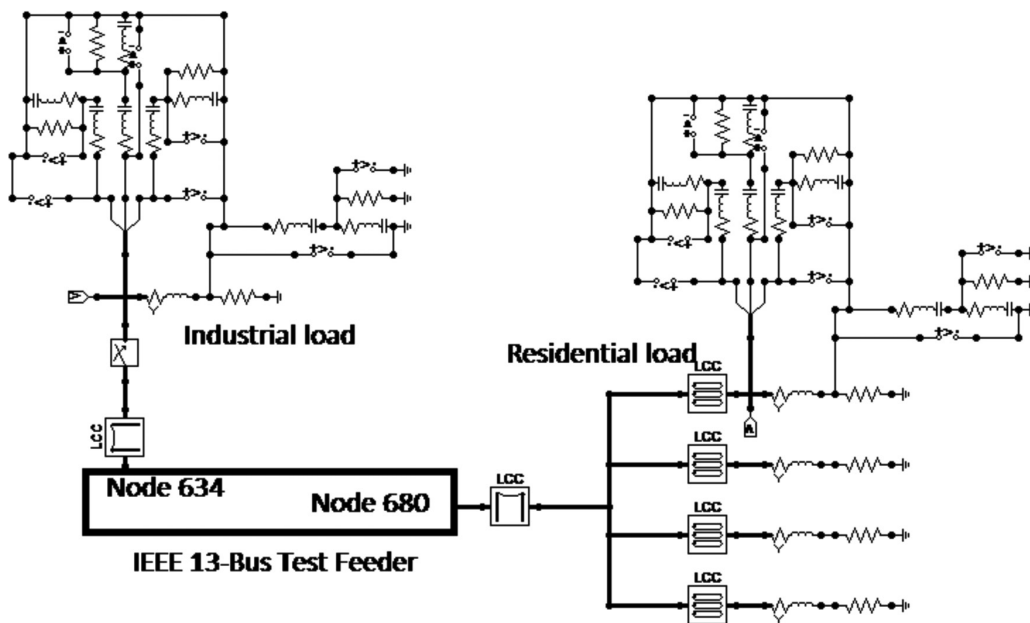 Industrial load
Residential load
LCC
LCC
LCC
Node 634
Node 680
LCC
LCC
LCC
IEEE 13-Bus Test Feeder
V